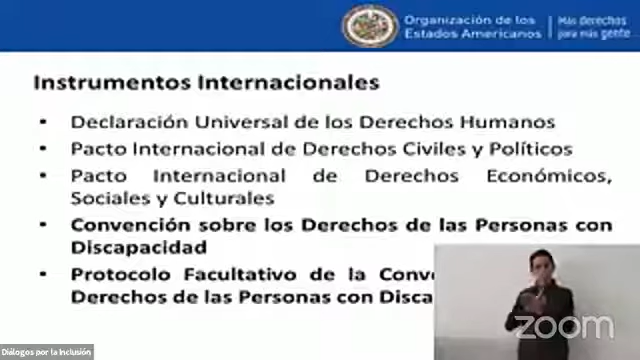 Organización de los
Estados Americanos
Más derechos
para más gente
Instrumentos Internacionales
• Declaración Universal de los Derechos Humanos
• Pacto Internacional de Derechos Civiles y Políticos
• Pacto Internacional de Derechos Económicos,
Sociales y Culturales
• Convención sobre los Derechos de las Personas con
Discapacidad
• Protocolo Facultativo de la
Derechos de las Personas con
zoom
Diálogos por la Inclusión